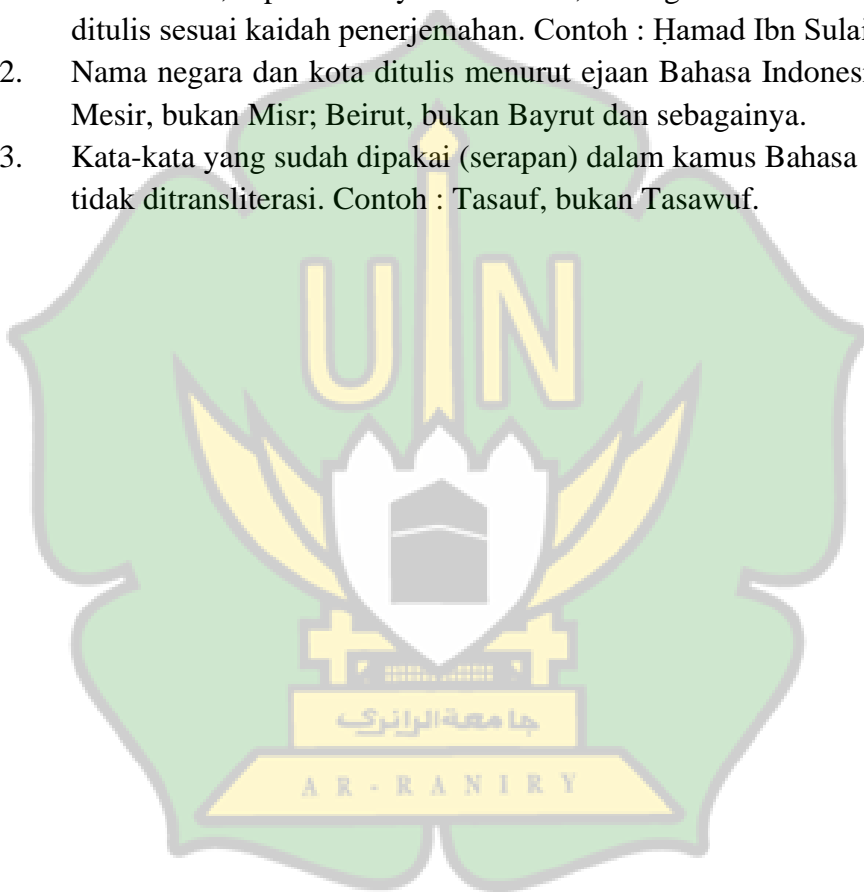 ditulis sesuai kaidah penerjemahan. Contoh : Ḥamad Ibn Sulai
2. Nama negara dan kota ditulis menurut ejaan Bahasa Indonesi
Mesir, bukan Misr; Beirut, bukan Bayrut dan sebagainya.
3. Kata-kata yang sudah dipakai (serapan) dalam kamus Bahasa
tidak ditransliterasi. Contoh : Tasauf, bukan Tasawuf.
UIN
جامعة الرانري
AR-RANIRY